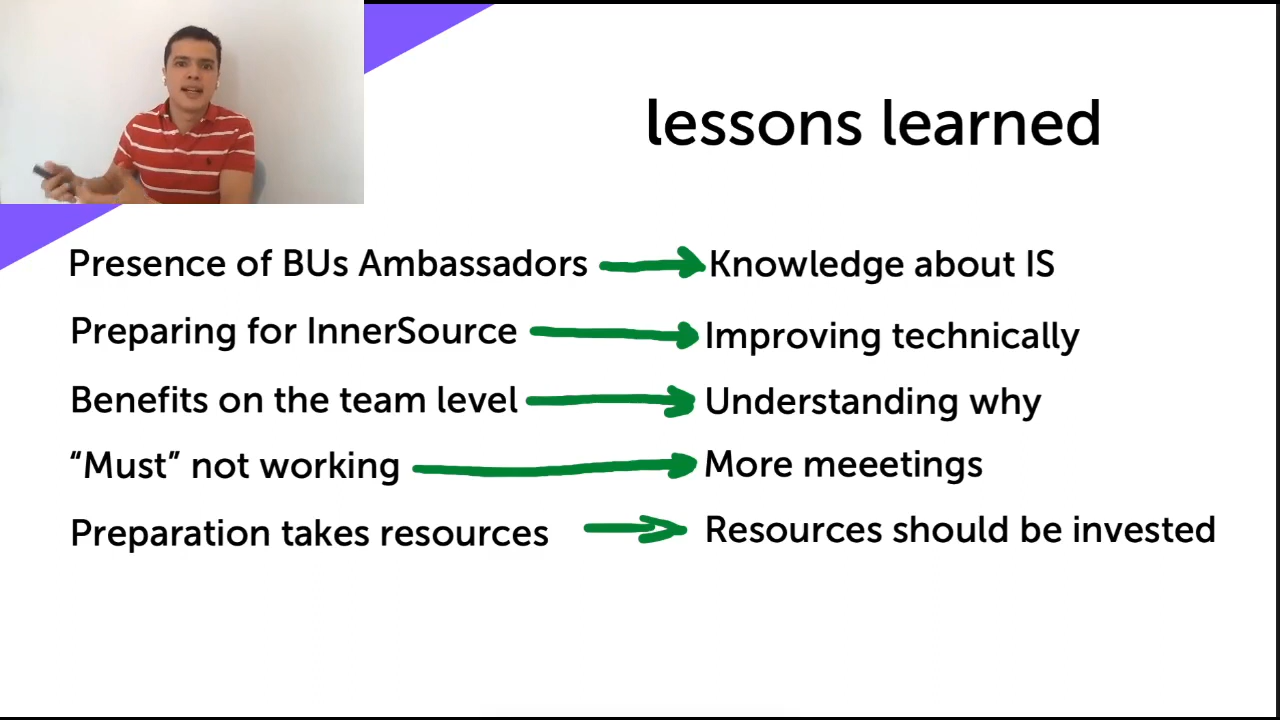 lessons learned
Presence of BUs Ambassadors
Knowledge about IS
Preparing for InnerSource
Improving technically
Benefits on the team level
Understanding why
“Must” not working
More meeetings
Preparation takes resources
Resources should be invested